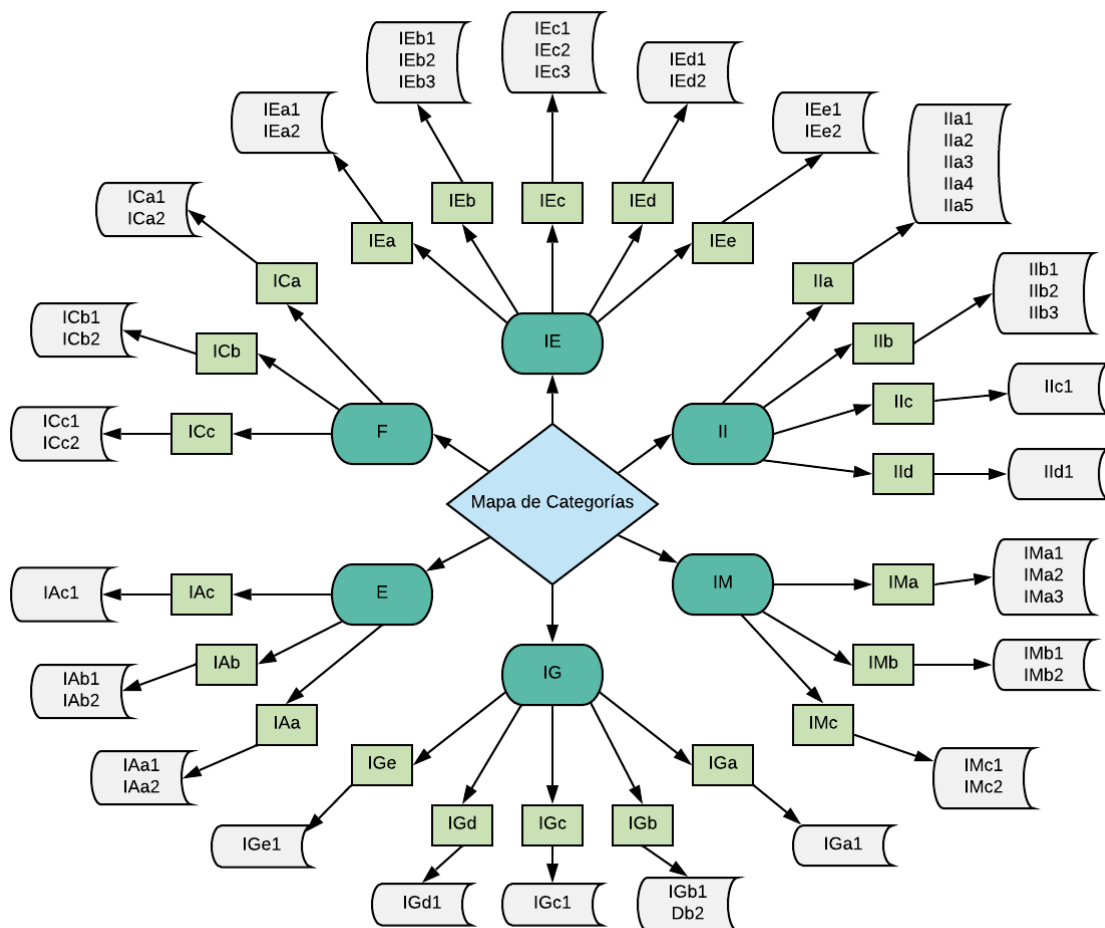 IEb1
IEb2
IEb3
IEc1
IEc2
IEc3
IEd1
IEd2
IEa1
IEa2
IEe1
IEe2
IIa1
IIa2
IIa3
IIa4
IIa5
ICa1
ICa2
IEb
IEc
IEd
IEa
IEe
ICa
IIa
IIb1
IIb2
IIb3
ICb1
ICb2
ICb
IE
IIb
IIc1
IIc
ICc1
ICc2
ICc
F
II
IId
IId1
Mapa de Categorías
IMa1
IMa2
IMa3
IAc1
IAc
E
IM
IMa
IAb
IAb1
IAb2
IG
IMb
IMb1
IMb2
IAa
IMc
IAa1
IAa2
IGe
IGa
IMc1
IMc2
IGe1
IGd
IGc
IGb
IGa1
IGd1
IGc1
IGb1
Db2